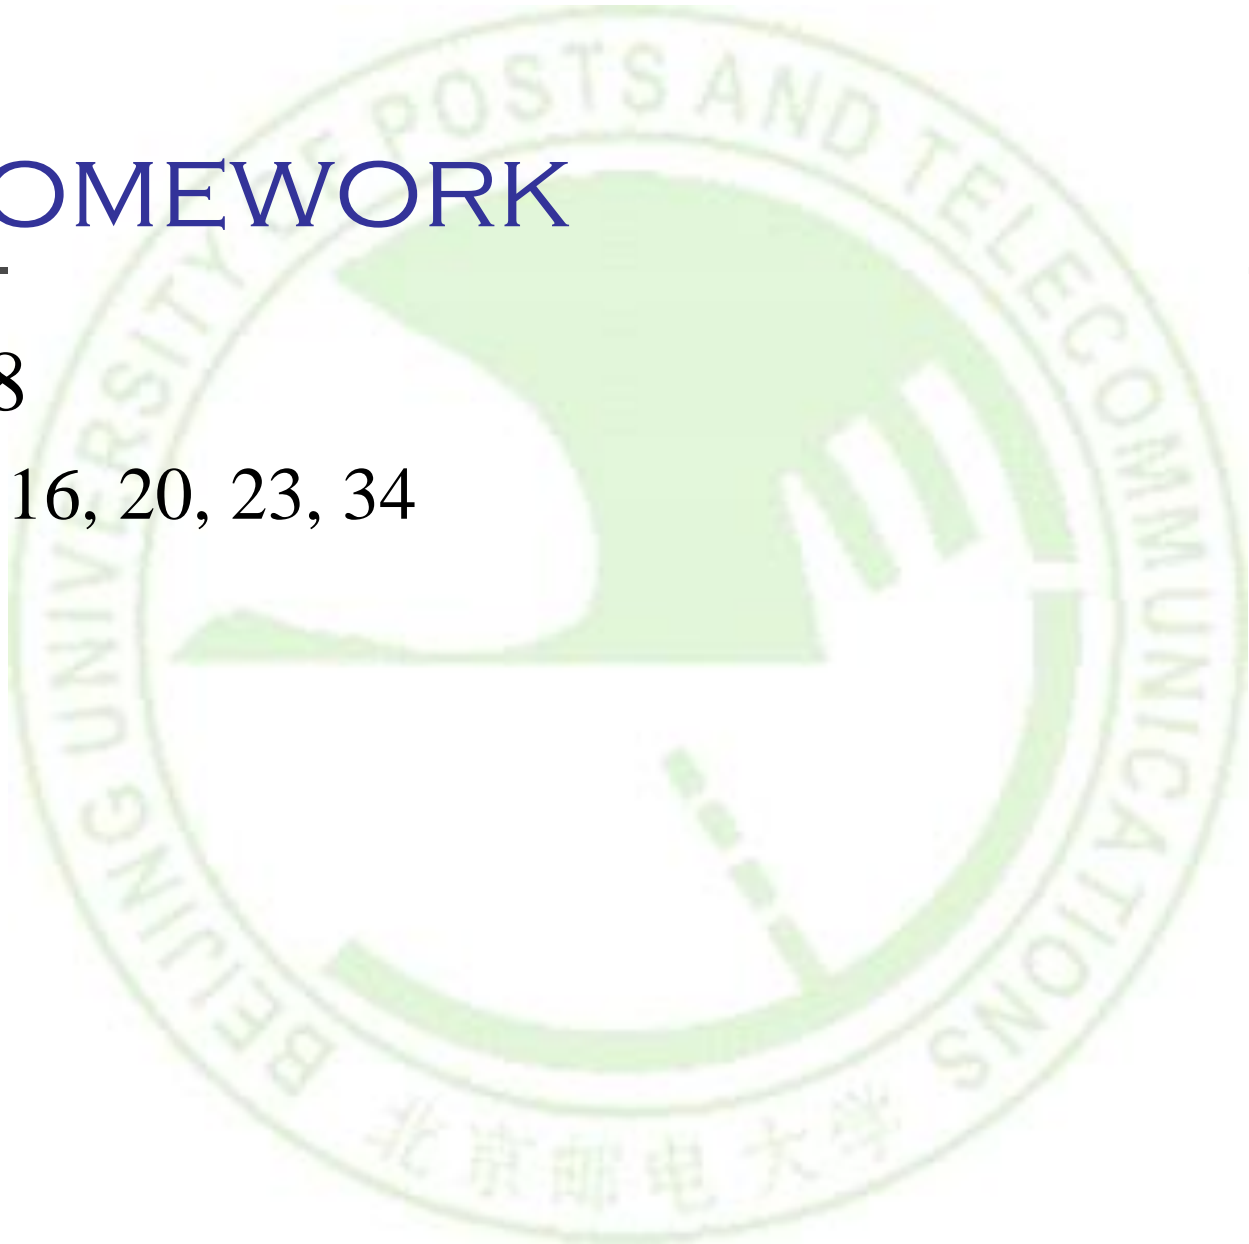 OMEWORK
8
16, 20, 23, 34
BEIJING UNIVERSITY OF POSTS AND TELECOMMUNICATIONS
北京邮电大学